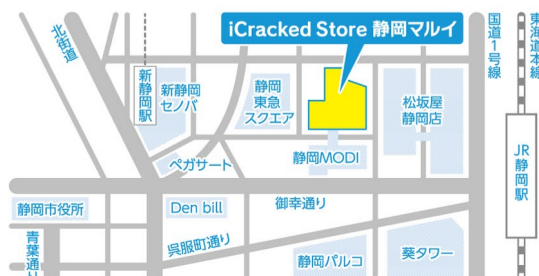 iCracked Store 静岡マルイ
北街道
新静岡駅
新静岡
セノバ
静岡
東急
スクエア
松坂屋
静岡店
国道1号線
東海道本線
JR静岡駅
ペガサート
静岡MODI
静岡市役所
Den bill
御幸通り
青葉通り
呉服町通り
静岡パルコ
葵タワー